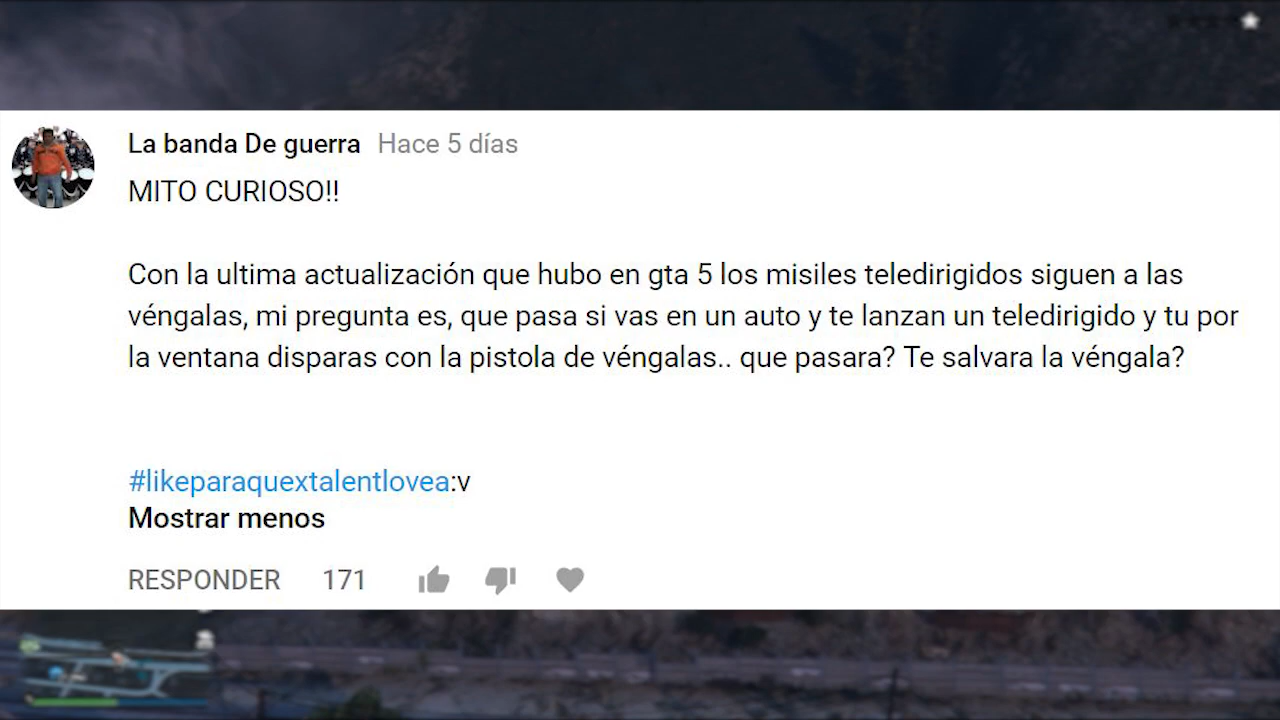 La banda De guerra Hace 5 días
MITO CURIOSO!!
Con la ultima actualización que hubo en gta 5 los misiles teledirigidos siguen a las
véngalas, mi pregunta es, que pasa si vas en un auto y te lanzan un teledirigido y tu por
la ventana disparas con la pistola de véngalas.. que pasara? Te salvara la véngala?
#likeparaquextalentlovea:v
Mostrar menos
RESPONDER 171